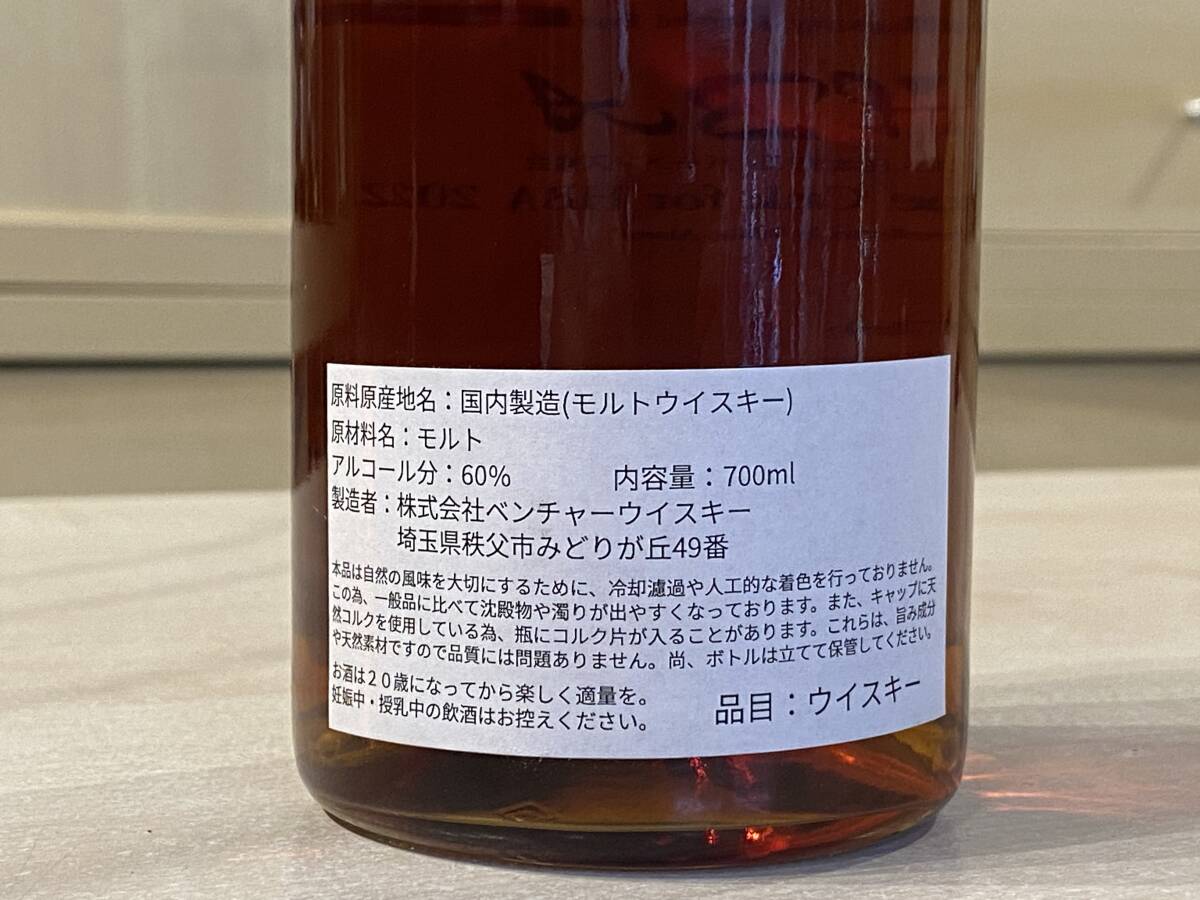 原料原産地名：国内製造(モルトウイスキー)
原材料名：モルト
アルコール分：60%　内容量：700ml
製造者：株式会社ベンチャーウイスキー
埼玉県秩父市みどりが丘49番
本品は自然の風味を大切にするために、冷却濾過や人工的な着色を行っておりません。
この為、一般品に比べて沈殿物や濁りが出やすくなっております。また、キャップに天
然コルクを使用している為、瓶にコルク片が入ることがあります。これらは、旨み成分
や天然素材ですので品質には問題ありません。尚、ボトルは立てて保管してください。
お酒は20歳になってから楽しく適量を。
妊娠中・授乳中の飲酒はお控えください。
品目：ウイスキー